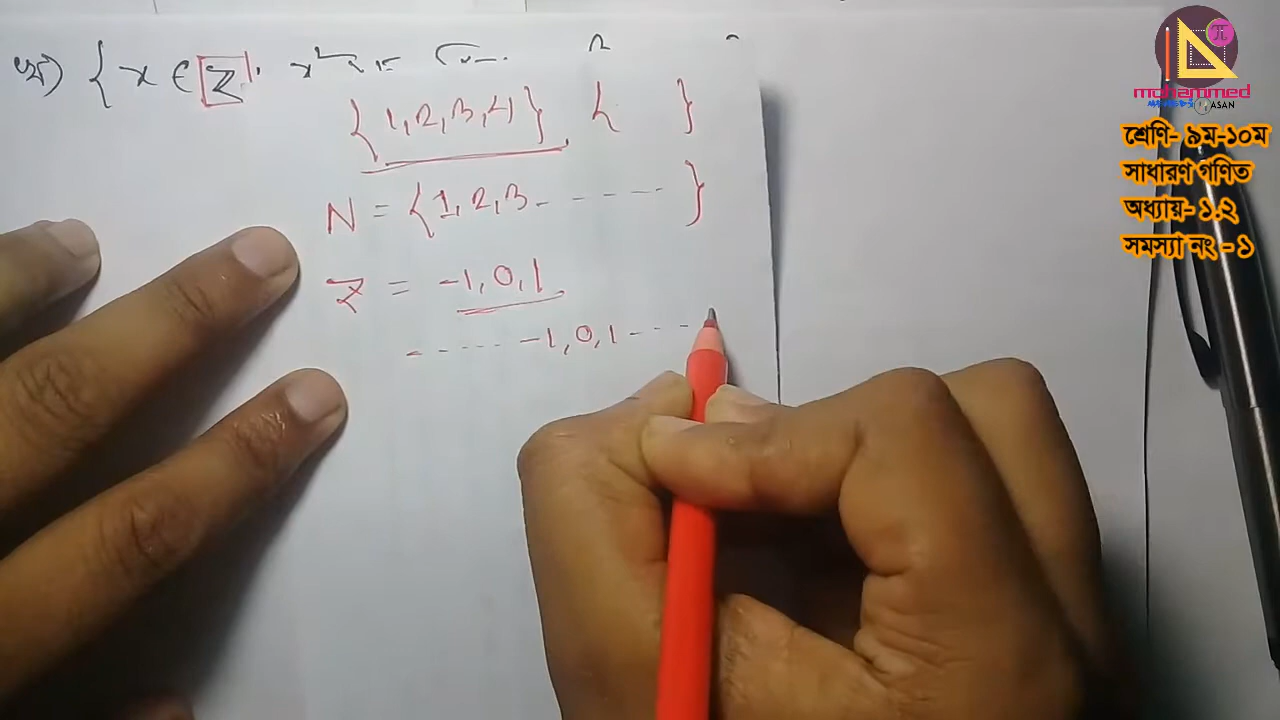 খ) { x ∈ Z :
{1,2,3,4}, { }
N = {1,2,3- - - - - }
Z = -1,0,1
- - - - - -1,0,1 - - -
mohammed
HASAN
শ্রেণি- ৯ম-১০ম
সাধারণ গণিত
অধ্যায়- ১.২
সমস্যা নং - ১